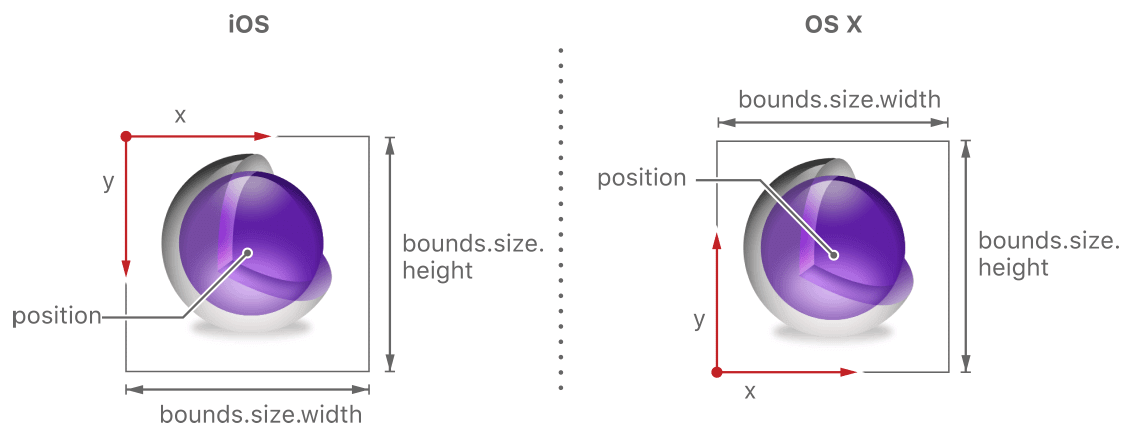 iOS
x
y
bounds.size.
height
position
bounds.size.width
OS X
bounds.size.width
position
bounds.size.
height
y
x